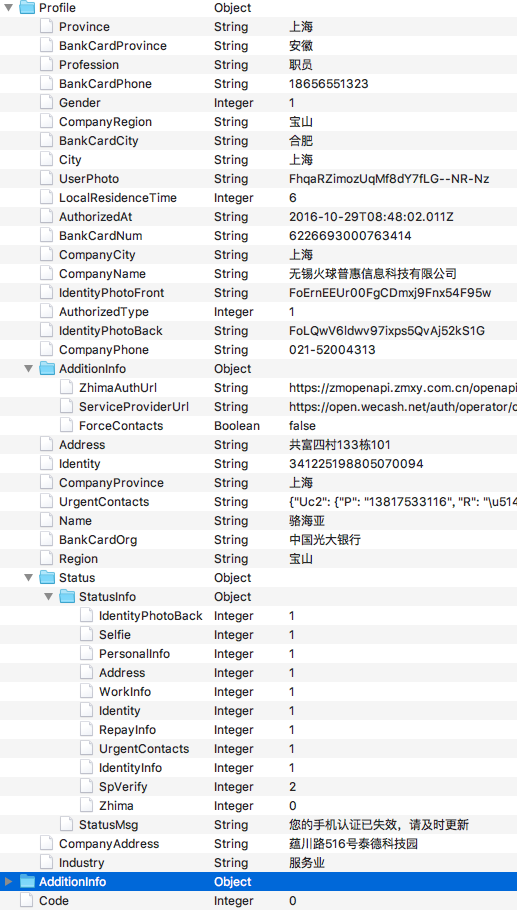 Profile Object
Province String 上海
BankCardProvince String 安徽
Profession String 职员
BankCardPhone String 18656551323
Gender Integer 1
CompanyRegion String 宝山
BankCardCity String 合肥
City String 上海
UserPhoto String FhqaRZimozUqMf8dY7fLG--NR-Nz
LocalResidenceTime Integer 6
AuthorizedAt String 2016-10-29T08:48:02.011Z
BankCardNum String 6226693000763414
CompanyCity String 上海
CompanyName String 无锡火球普惠信息科技有限公司
IdentityPhotoFront String FoErnEEUr00FgCDmxj9Fnx54F95w
AuthorizedType Integer 1
IdentityPhotoBack String FoLQwV6Idwv97ixps5QvAj52kS1G
CompanyPhone String 021-52004313
AdditionInfo Object
ZhimaAuthUrl String https://zmopenapi.zmxy.com.cn/openapi
ServiceProviderUrl String https://open.wecash.net/auth/operator/c
ForceContacts Boolean false
Address String 共富四村133栋101
Identity String 341225198805070094
CompanyProvince String 上海
UrgentContacts String {"Uc2": {"P": "13817533116", "R": "\u514
Name String 骆海亚
BankCardOrg String 中国光大银行
Region String 宝山
Status Object
StatusInfo Object
IdentityPhotoBack Integer 1
Selfie Integer 1
PersonalInfo Integer 1
Address Integer 1
WorkInfo Integer 1
Identity Integer 1
RepayInfo Integer 1
UrgentContacts Integer 1
IdentityInfo Integer 1
SpVerify Integer 2
Zhima Integer 0
StatusMsg String 您的手机认证已失效，请及时更新
CompanyAddress String 蕴川路516号泰德科技园
Industry String 服务业
AdditionInfo Object
Code Integer 0